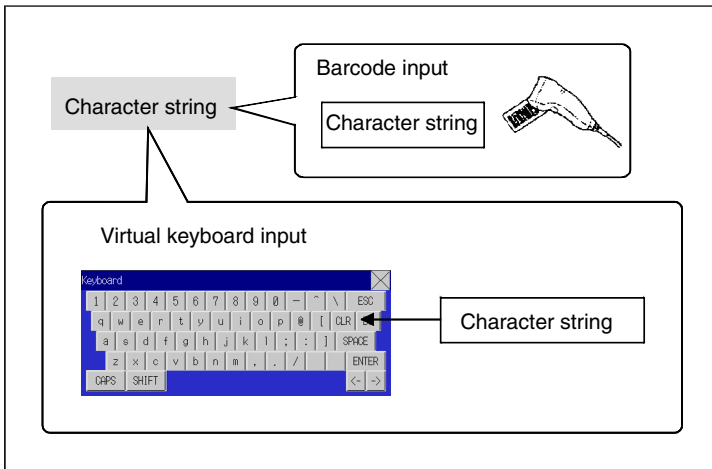 Barcode input
Character string
Character string
Virtual keyboard input
Keyboard
1 2 3 4 5 6 7 8 9 0 - ^ \ ESC
q w e r t y u i o p @ [ CLR
a s d f g h j k l ; : ] SPACE
z x c v b n m , . / ENTER
CAPS SHIFT <- ->
Character string